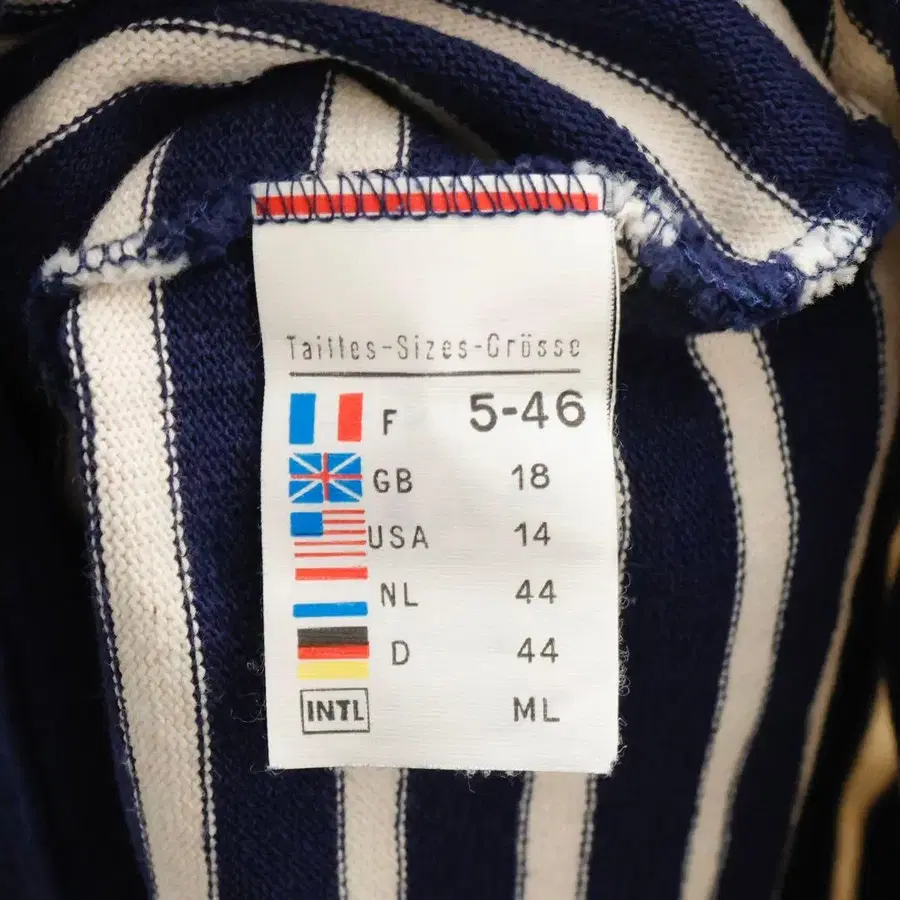 Tailles-Sizes-Grösse
F 5-46
GB 18
USA 14
NL 44
D 44
INTL ML